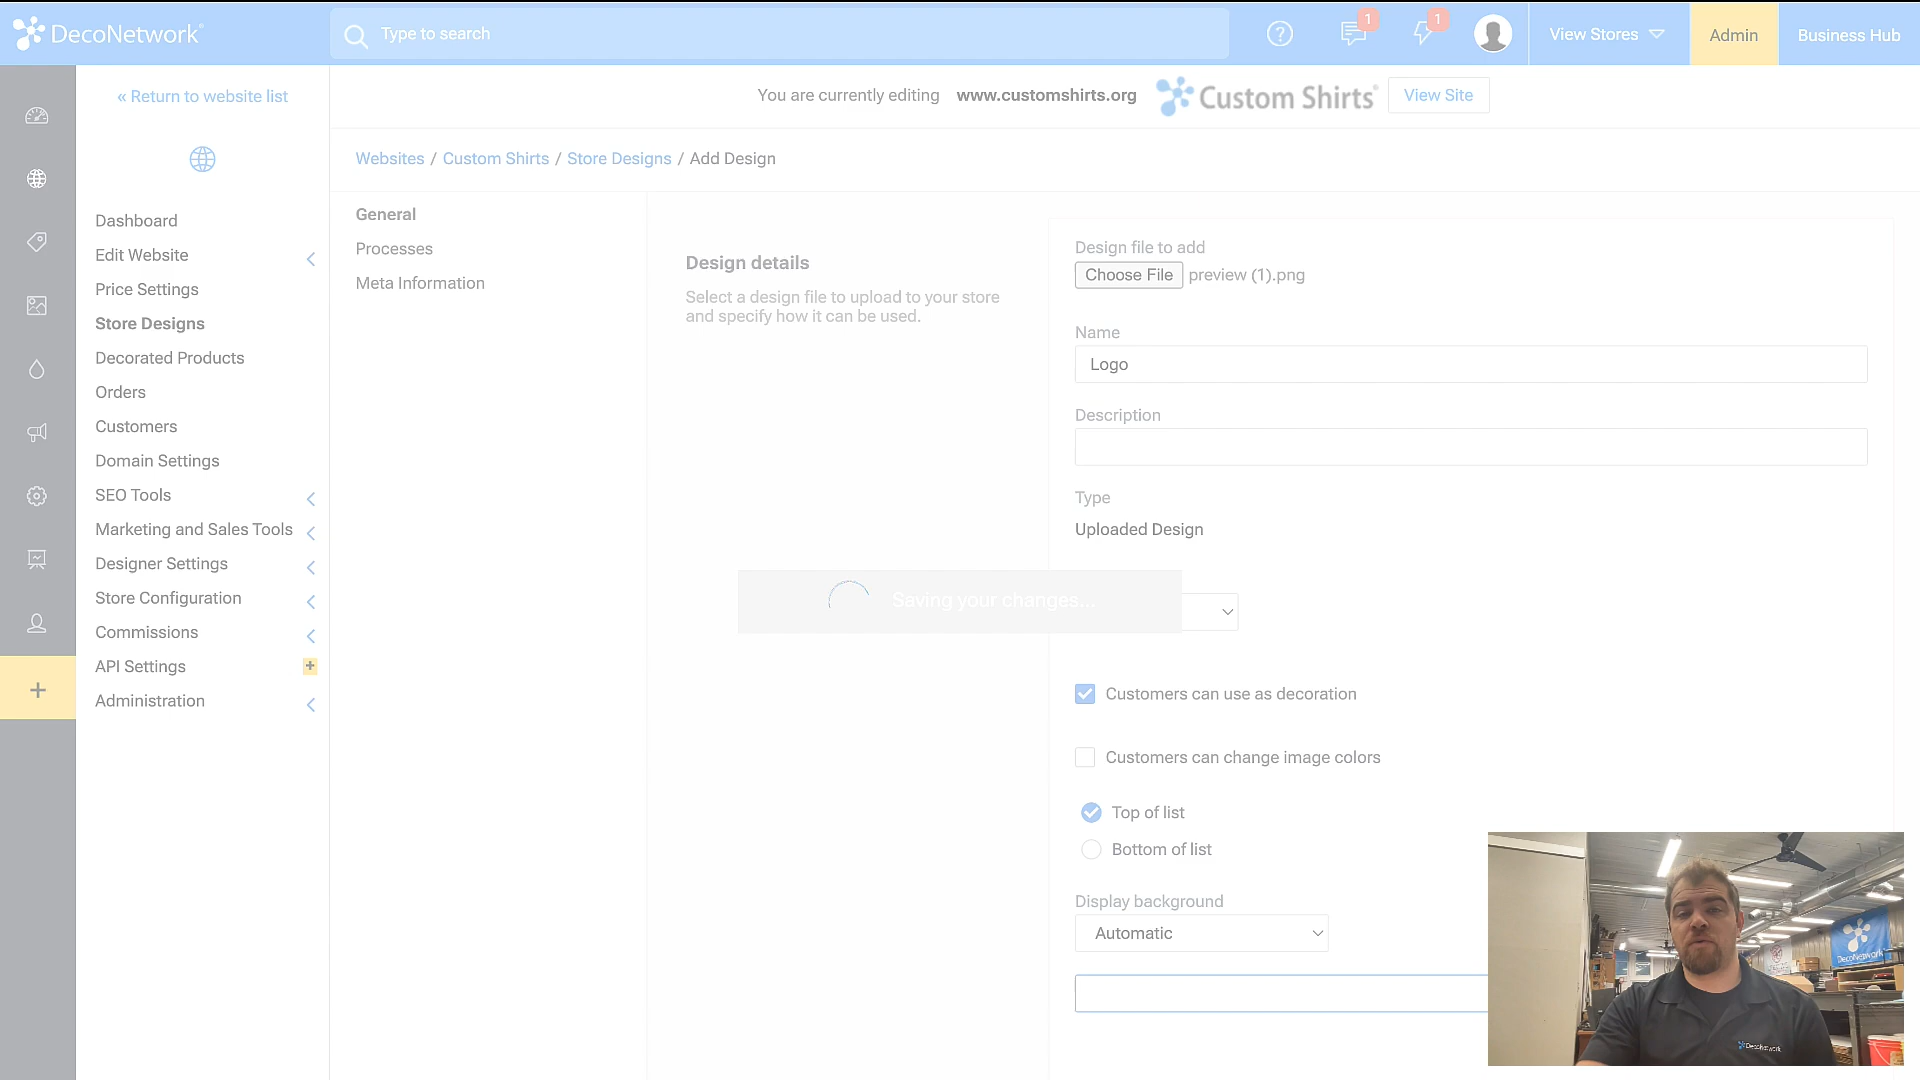 DecoNetwork
Type to search
1
1
View Stores
Admin
Business Hub
« Return to website list
You are currently editing www.customshirts.org
Custom Shirts
View Site
Websites / Custom Shirts / Store Designs / Add Design
Dashboard
Edit Website
Price Settings
Store Designs
Decorated Products
Orders
Customers
Domain Settings
SEO Tools
Marketing and Sales Tools
Designer Settings
Store Configuration
Commissions
API Settings
Administration
General
Processes
Meta Information
Design details
Select a design file to upload to your store
and specify how it can be used.
Design file to add
Choose File preview (1).png
Name
Logo
Description
Type
Uploaded Design
Saving your changes...
Customers can use as decoration
Customers can change image colors
Top of list
Bottom of list
Display background
Automatic
DecoNetwork
DecoNetwork